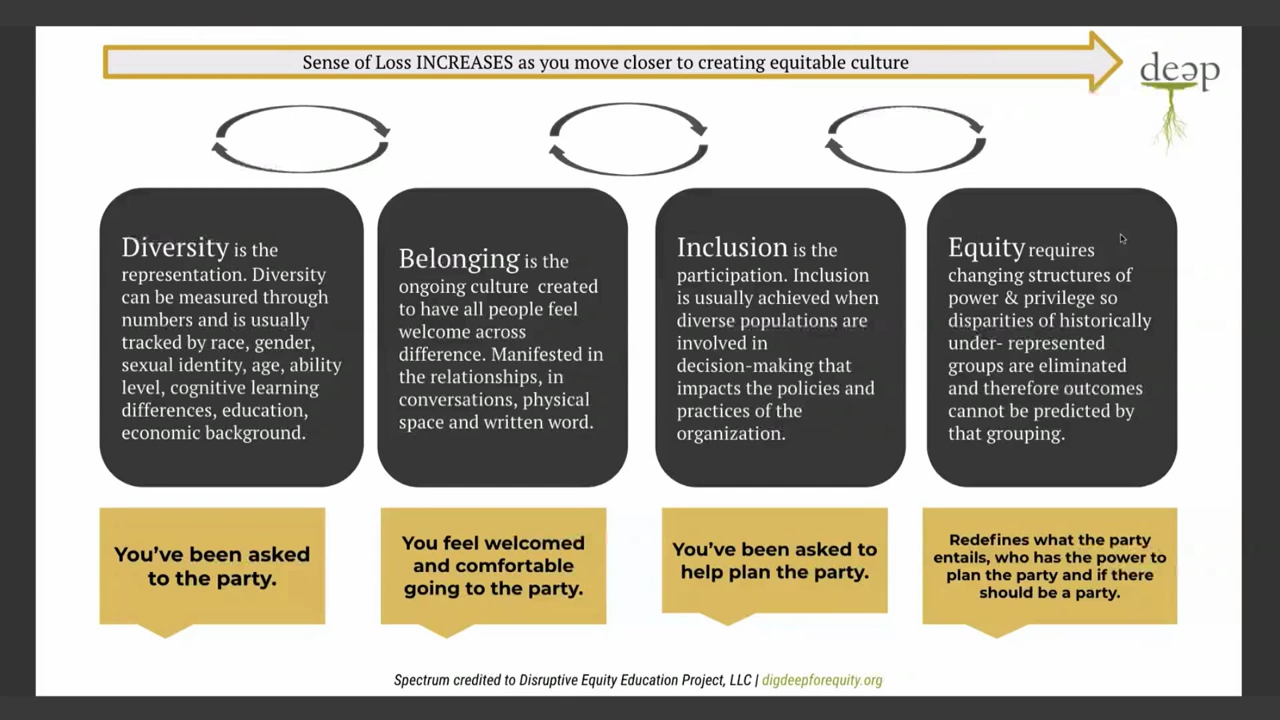 Sense of Loss INCREASES as you move closer to creating equitable culture
deep
Diversity is the
representation. Diversity
can be measured through
numbers and is usually
tracked by race, gender,
sexual identity, age, ability
level, cognitive learning
differences, education,
economic background.
Belonging is the
ongoing culture created
to have all people feel
welcome across
difference. Manifested in
the relationships, in
conversations, physical
space and written word.
Inclusion is the
participation. Inclusion
is usually achieved when
diverse populations are
involved in
decision-making that
impacts the policies and
practices of the
organization.
Equity requires
changing structures of
power & privilege so
disparities of historically
under- represented
groups are eliminated
and therefore outcomes
cannot be predicted by
that grouping.
You've been asked
to the party.
You feel welcomed
and comfortable
going to the party.
You've been asked to
help plan the party.
Redefines what the party
entails, who has the power to
plan the party and if there
should be a party.
Spectrum credited to Disruptive Equity Education Project, LLC | digdeepforequity.org